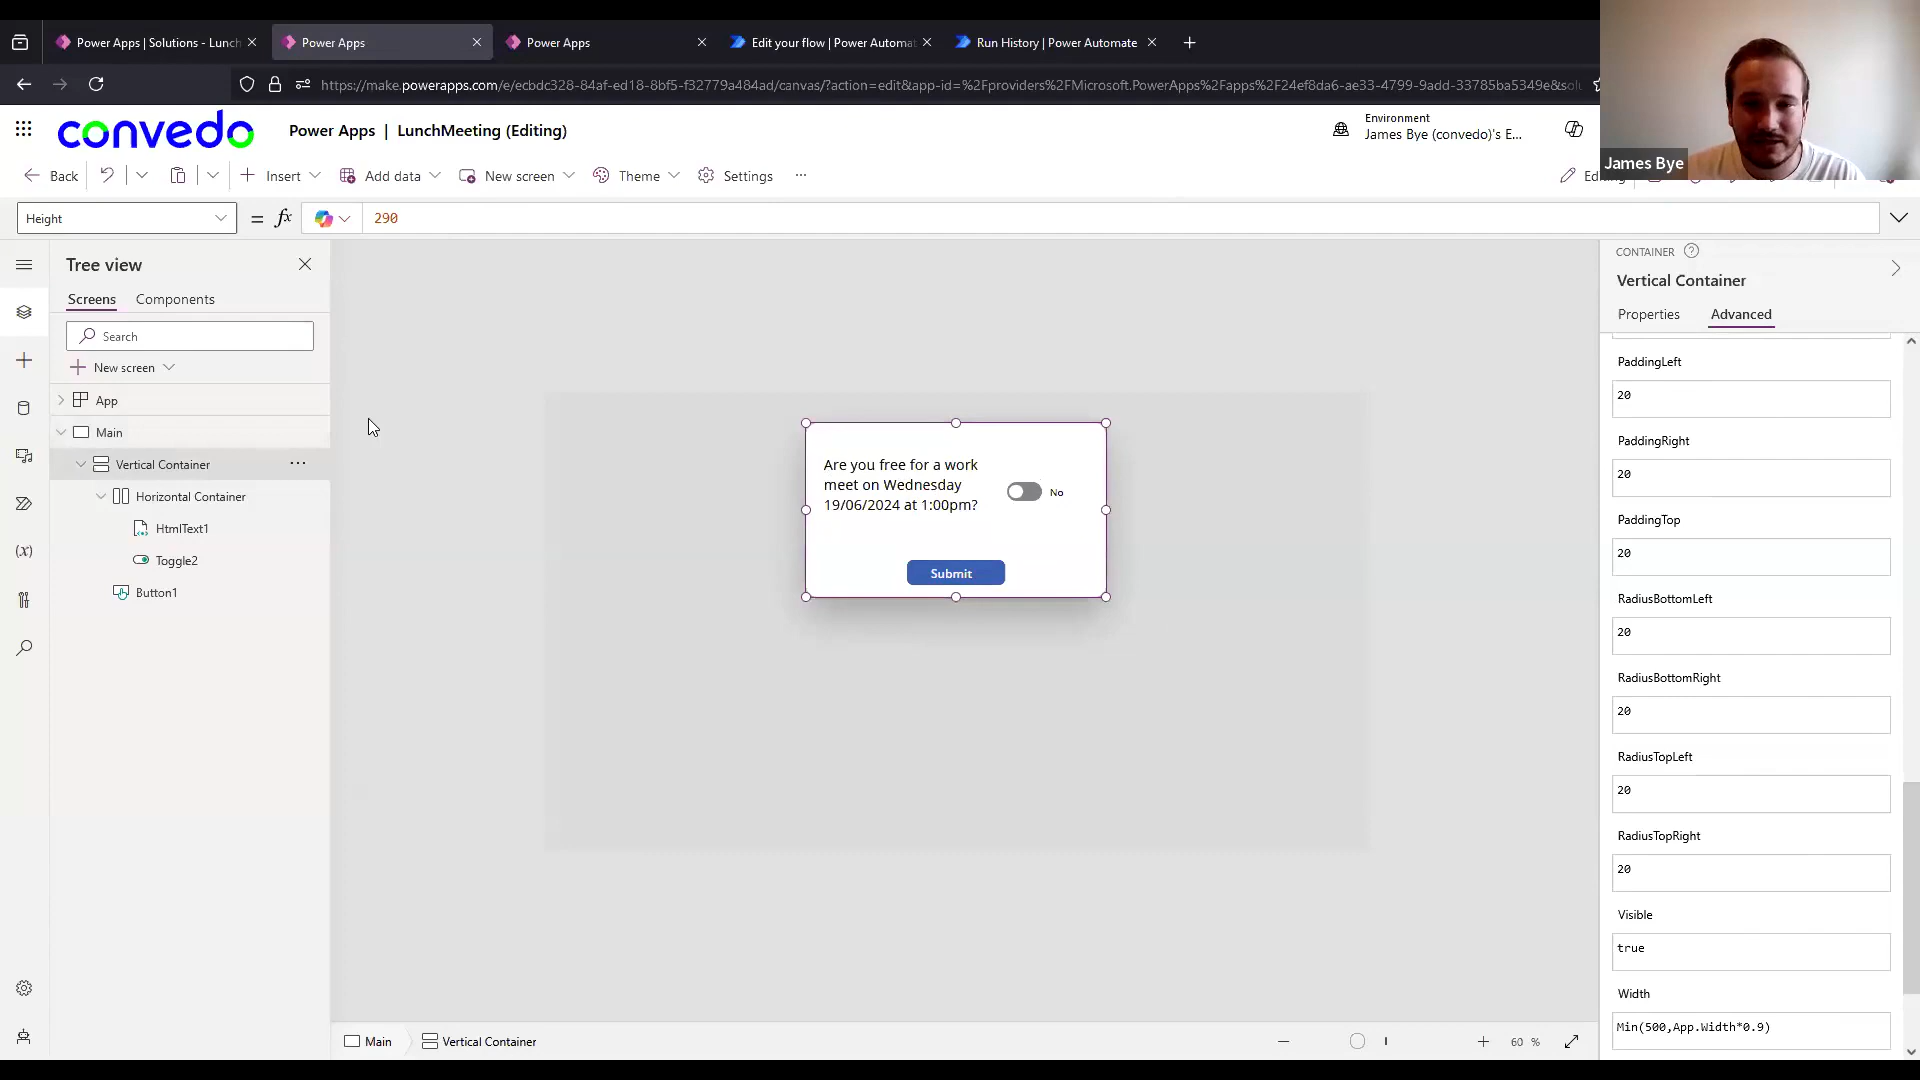 Power Apps | Solutions - Lunch
Power Apps
Power Apps
Edit your flow | Power Automat
Run History | Power Automate
https://make.powerapps.com/e/ecbdc328-84af-ed18-8bf5-f32779a484ad/canvas/?action=edit&app-id=%2Fproviders%2FMicrosoft.PowerApps%2Fapps%2F24ef8da6-ae33-4799-9add-33785ba5349e&solu
convedo
Power Apps | LunchMeeting (Editing)
Environment
James Bye (convedo)'s E...
James Bye
Back
Insert
Add data
New screen
Theme
Settings
...
Height
= fx
290
Tree view
Screens
Components
Search
New screen
App
Main
Vertical Container
Horizontal Container
HtmlText1
Toggle2
Button1
Are you free for a work
meet on Wednesday
19/06/2024 at 1:00pm?
No
Submit
CONTAINER
Vertical Container
Properties
Advanced
PaddingLeft
20
PaddingRight
20
PaddingTop
20
RadiusBottomLeft
20
RadiusBottomRight
20
RadiusTopLeft
20
RadiusTopRight
20
Visible
true
Width
Min(500,App.Width*0.9)
Main
Vertical Container
60 %